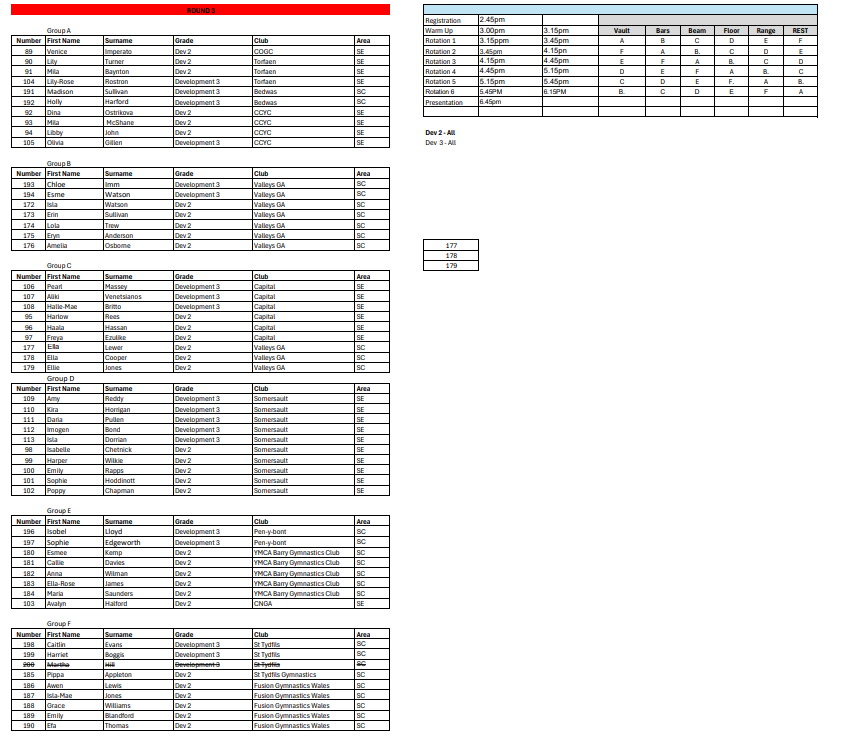 ROUND 3
Group A
Number First Name Surname Grade Club Area
89 Venice Imperato Dev 2 COGC SE
90 Lily Turner Dev 2 Torfaen SE
91 Mila Baynton Dev 2 Torfaen SE
104 Lily-Rose Rostron Development 3 Torfaen SE
191 Madison Sullivan Development 3 Bedwas SC
192 Holly Harford Development 3 Bedwas SC
92 Dina Ostrikova Dev 2 CCYC SE
93 Mila McShane Dev 2 CCYC SE
94 Libby John Dev 2 CCYC SE
105 Olivia Gillen Development 3 CCYC SE
Group B
Number First Name Surname Grade Club Area
193 Chloe Imm Development 3 Valleys GA SC
194 Esme Watson Development 3 Valleys GA SC
172 Isla Watson Dev 2 Valleys GA SC
173 Erin Sullivan Dev 2 Valleys GA SC
174 Lola Trew Dev 2 Valleys GA SC
175 Eryn Anderson Dev 2 Valleys GA SC
176 Amelia Osborne Dev 2 Valleys GA SC
Group C
Number First Name Surname Grade Club Area
106 Pearl Massey Development 3 Capital SE
107 Aliki Venetsianos Development 3 Capital SE
108 Halle-Mae Britto Development 3 Capital SE
95 Harlow Rees Dev 2 Capital SE
96 Haala Hassan Dev 2 Capital SE
97 Freya Ezulike Dev 2 Capital SE
177 Ella Lewer Dev 2 Valleys GA SC
178 Ella Cooper Dev 2 Valleys GA SC
179 Ellie Jones Dev 2 Valleys GA SC
Group D
Number First Name Surname Grade Club Area
109 Amy Reddy Development 3 Somersault SE
110 Kira Horrigan Development 3 Somersault SE
111 Daria Pullen Development 3 Somersault SE
112 Imogen Bond Development 3 Somersault SE
113 Isla Dorrian Development 3 Somersault SE
98 Isabelle Chetnick Dev 2 Somersault SE
99 Harper Wilkie Dev 2 Somersault SE
100 Emily Rapps Dev 2 Somersault SE
101 Sophie Hoddinott Dev 2 Somersault SE
102 Poppy Chapman Dev 2 Somersault SE
Group E
Number First Name Surname Grade Club Area
196 Isobel Lloyd Development 3 Pen-y-bont SC
197 Sophie Edgeworth Development 3 Pen-y-bont SC
180 Esmee Kemp Dev 2 YMCA Barry Gymnastics Club SC
181 Callie Davies Dev 2 YMCA Barry Gymnastics Club SC
182 Anna Wilman Dev 2 YMCA Barry Gymnastics Club SC
183 Ella-Rose James Dev 2 YMCA Barry Gymnastics Club SC
184 Maria Saunders Dev 2 YMCA Barry Gymnastics Club SC
103 Avalyn Halford Dev 2 CNGA SE
Group F
Number First Name Surname Grade Club Area
198 Caitlin Evans Development 3 St Tydfils SC
199 Harriet Boggis Development 3 St Tydfils SC
200 Martha Hill Development 3 St Tydfils SC
185 Pippa Appleton Dev 2 St Tydfils Gymnastics SC
186 Awen Lewis Dev 2 Fusion Gymnastics Wales SC
187 Isla-Mae Jones Dev 2 Fusion Gymnastics Wales SC
188 Grace Williams Dev 2 Fusion Gymnastics Wales SC
189 Emily Blandford Dev 2 Fusion Gymnastics Wales SC
190 Efa Thomas Dev 2 Fusion Gymnastics Wales SC
Registration 2.45pm
Warm Up 3.00pm 3.15pm Vault Bars Beam Floor Range REST
Rotation 1 3.15ppm 3.45pm A B C D E F
Rotation 2 3.45pm 4.15pn F A B. C D E
Rotation 3 4.15pm 4.45pm E F A B. C D
Rotation 4 4.45pm 5.15pm D E F A B. C
Rotation 5 5.15pm 5.45pm C D E F. A B.
Rotation 6 5.45PM 6.15PM B. C D E F A
Presentation 6.45pm
Dev 2 - All
Dev 3 - All
177
178
179